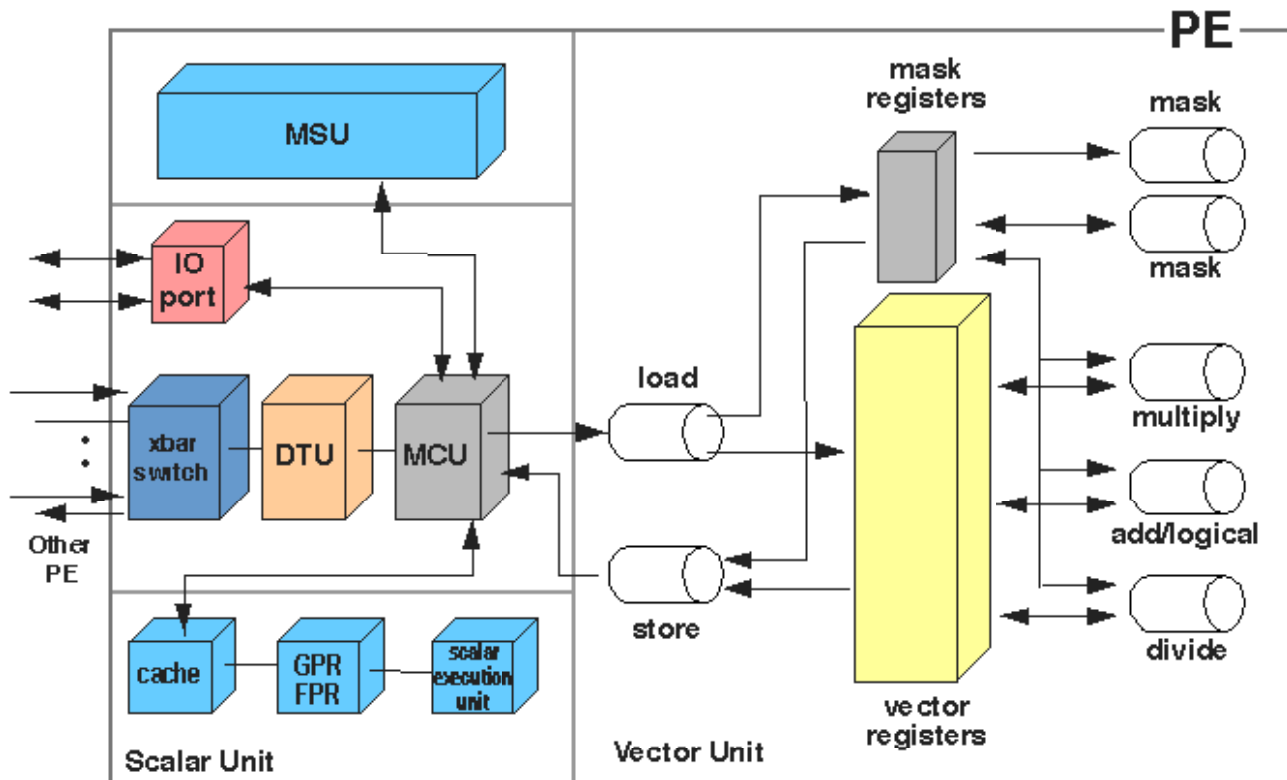 PE
MSU
mask
registers
mask
mask
IO
port
load
xbar
switch
DTU
MCU
multiply
add/logical
Other
PE
store
divide
cache
GPR
FPR
scalar
execution
unit
vector
registers
Scalar Unit
Vector Unit